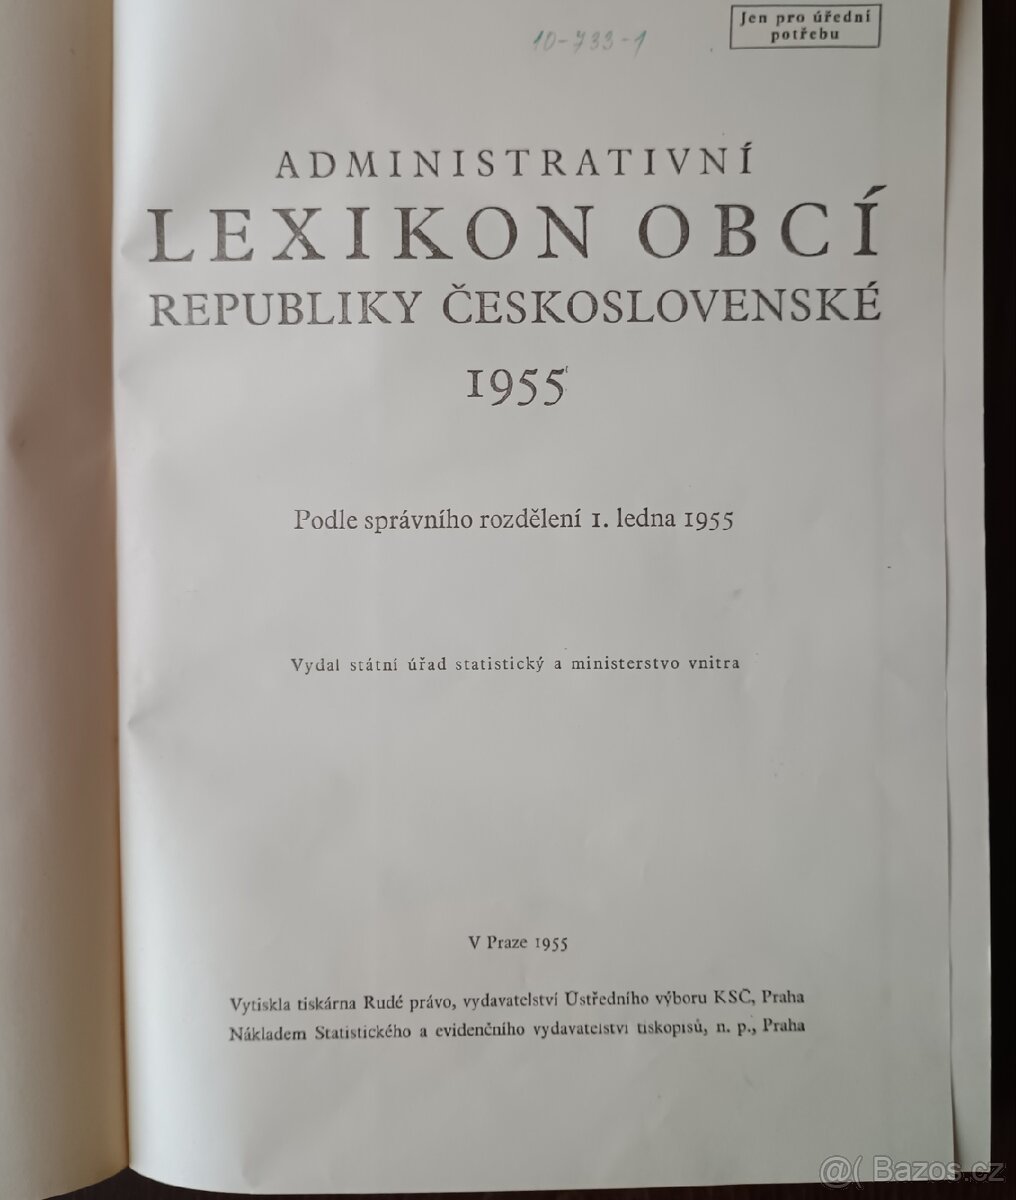 Jen pro úřední
potřebu
10-733-1
ADMINISTRATIVNÍ
LEXIKON OBCÍ
REPUBLIKY ČESKOSLOVENSKÉ
1955
Podle správního rozdělení 1. ledna 1955
Vydal státní úřad statistický a ministerstvo vnitra
V Praze 1955
Vytiskla tiskárna Rudé právo, vydavatelství Ústředního výboru KSČ, Praha
Nákladem Statistického a evidenčního vydavatelství tiskopisů, n. p., Praha
@( Bazos.cz